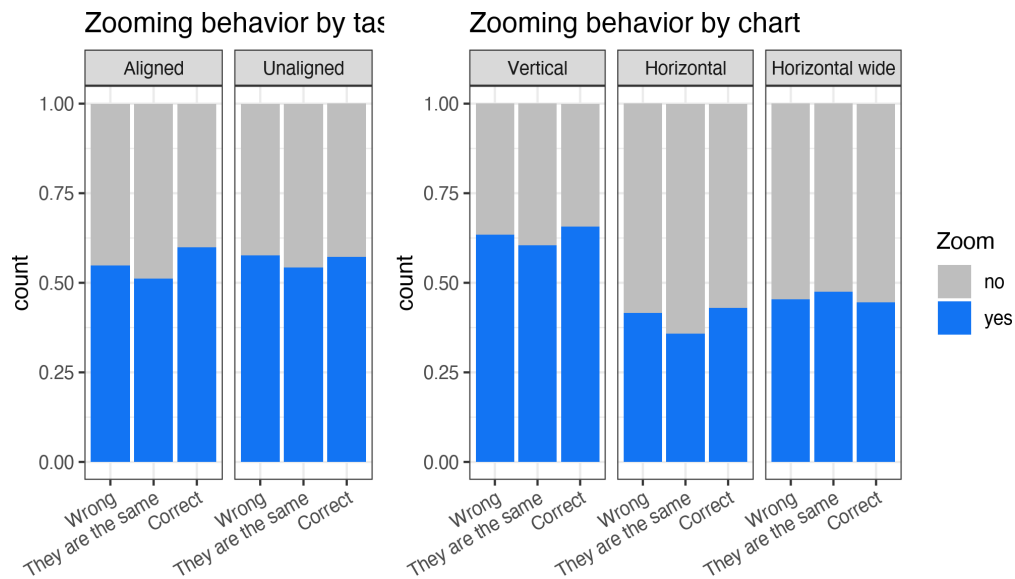 Zooming behavior by tas
Zooming behavior by chart
Aligned
Unaligned
Vertical
Horizontal
Horizontal wide
count
1.00
0.75
0.50
0.25
0.00
Wrong
They are the same
Correct
Wrong
They are the same
Correct
count
1.00
0.75
0.50
0.25
0.00
Wrong
They are the same
Correct
Wrong
They are the same
Correct
Wrong
They are the same
Correct
Zoom
no
yes